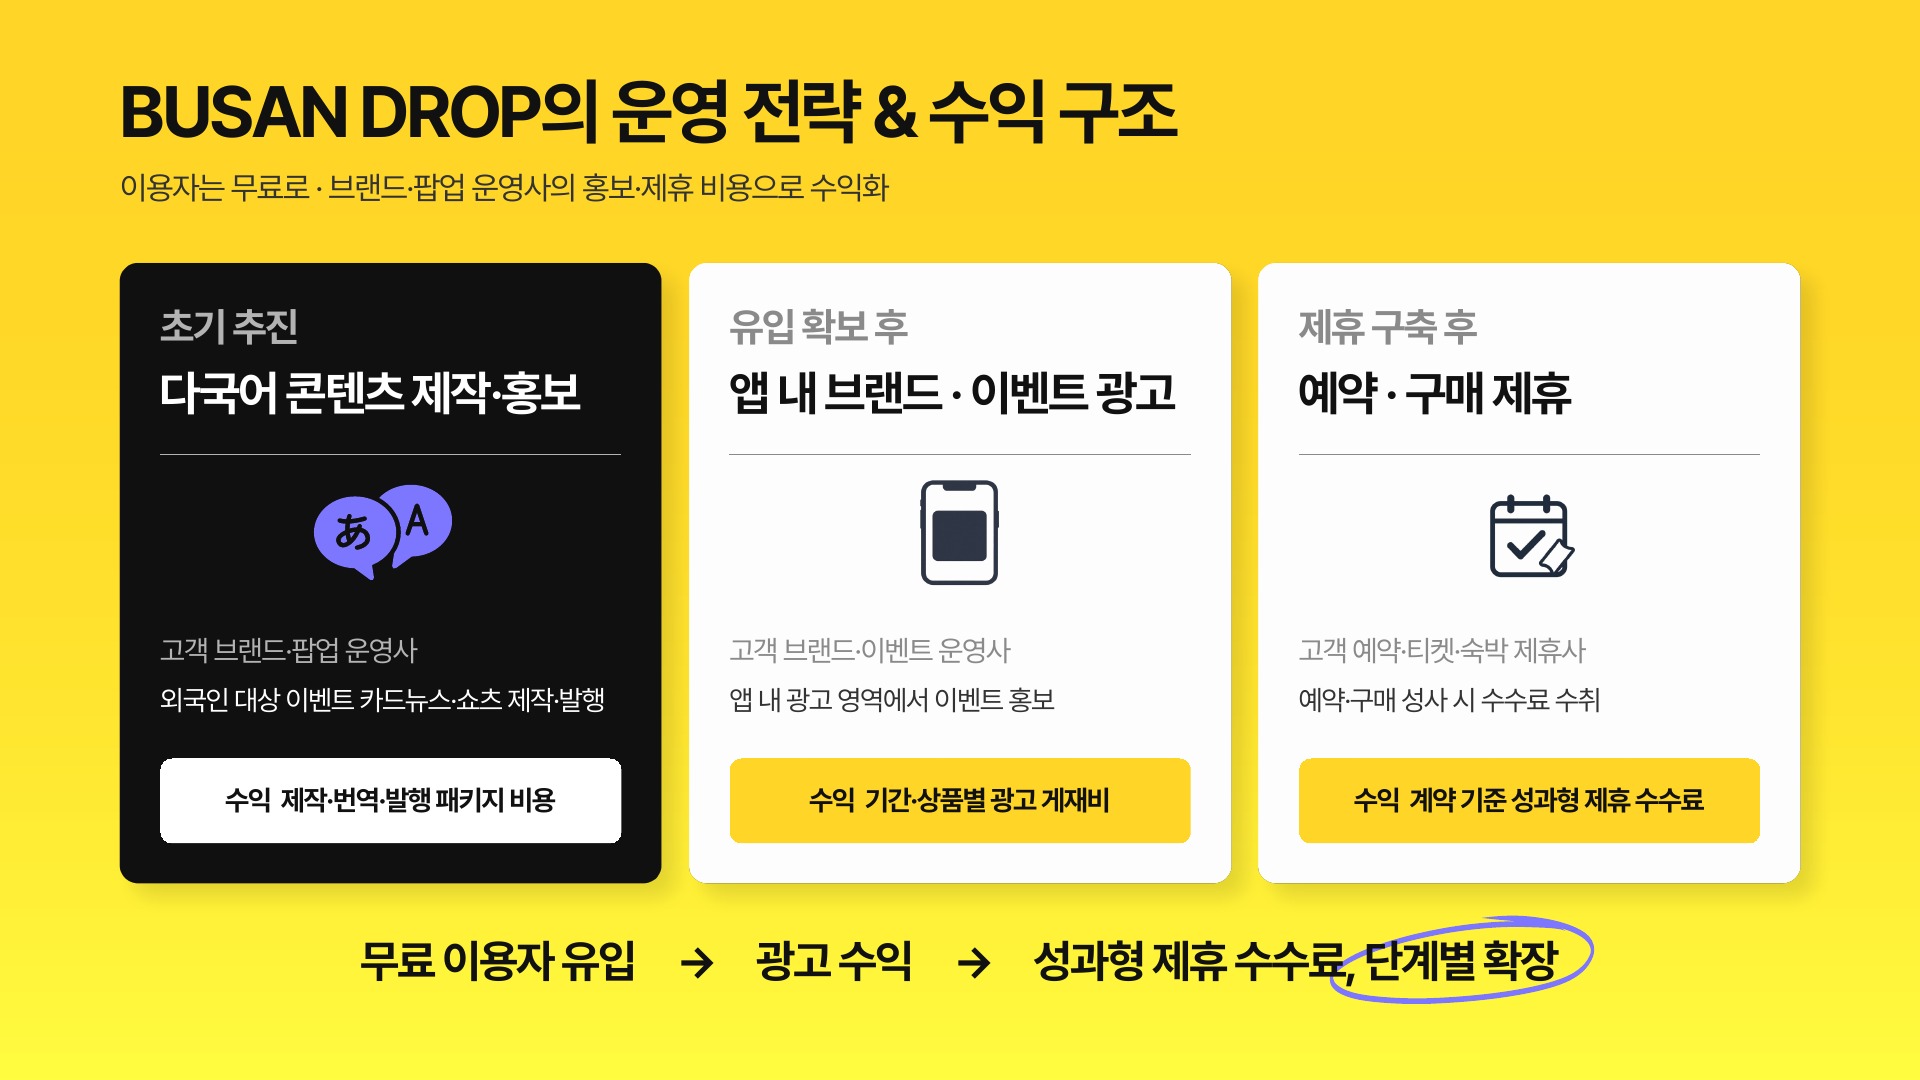 BUSAN DROP의 운영 전략 & 수익 구조
이용자는 무료로 · 브랜드·팝업 운영사의 홍보·제휴 비용으로 수익화
초기 추진
다국어 콘텐츠 제작·홍보
あ A
고객 브랜드·팝업 운영사
외국인 대상 이벤트 카드뉴스·쇼츠 제작·발행
수익 제작·번역·발행 패키지 비용
유입 확보 후
앱 내 브랜드 · 이벤트 광고
고객 브랜드·이벤트 운영사
앱 내 광고 영역에서 이벤트 홍보
수익 기간·상품별 광고 게재비
제휴 구축 후
예약 · 구매 제휴
고객 예약·티켓·숙박 제휴사
예약·구매 성사 시 수수료 수취
수익 계약 기준 성과형 제휴 수수료
무료 이용자 유입 → 광고 수익 → 성과형 제휴 수수료, 단계별 확장